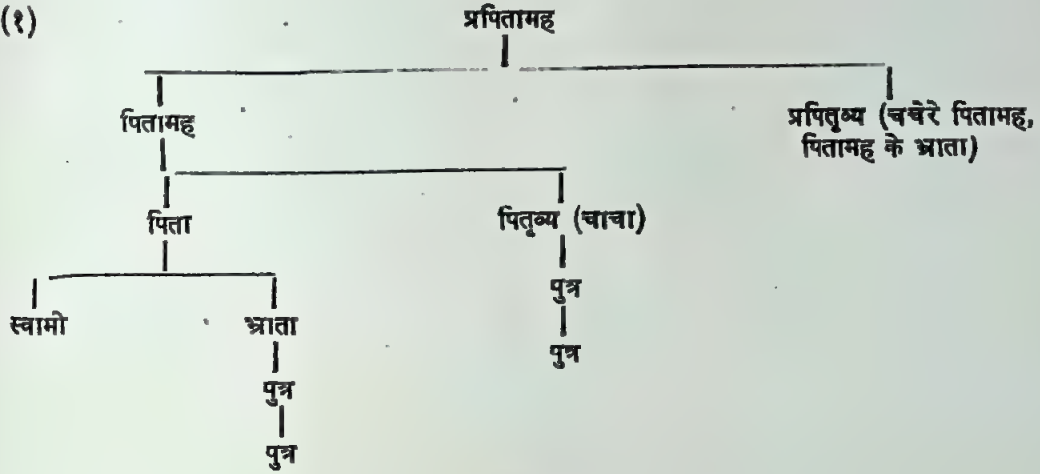 (१)
प्रपितामह
पितामह
प्रपितृव्य (चचेरे पितामह,
पितामह के भ्राता)
पिता
पितृव्य (चाचा)
स्वामो
भ्राता
पुत्र
पुत्र
पुत्र
पुत्र